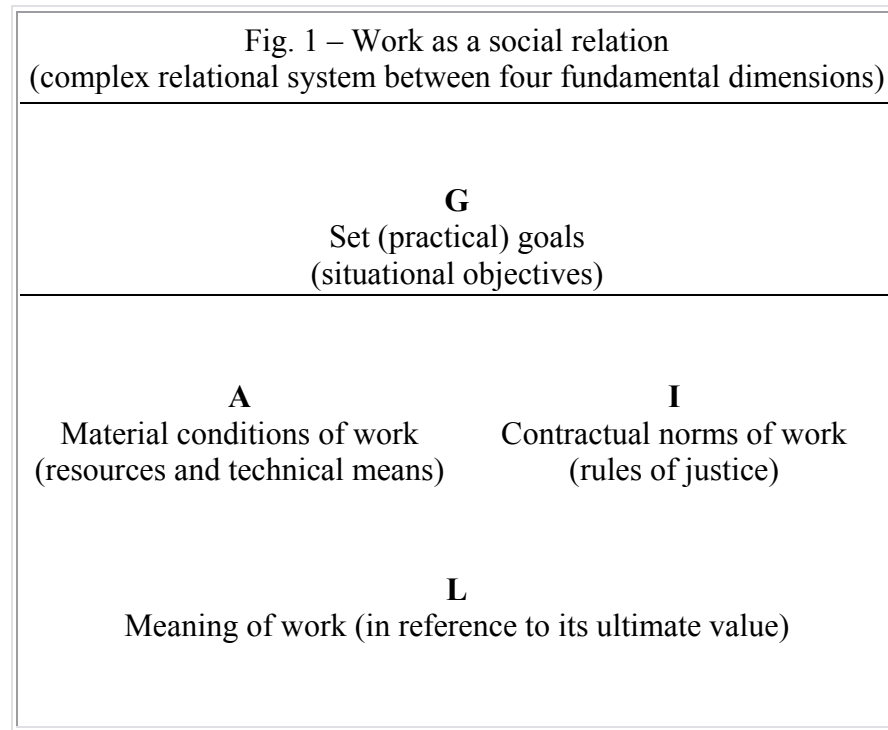 Fig. 1 – Work as a social relation
(complex relational system between four fundamental dimensions)
G
Set (practical) goals
(situational objectives)
A
Material conditions of work
(resources and technical means)
I
Contractual norms of work
(rules of justice)
L
Meaning of work (in reference to its ultimate value)